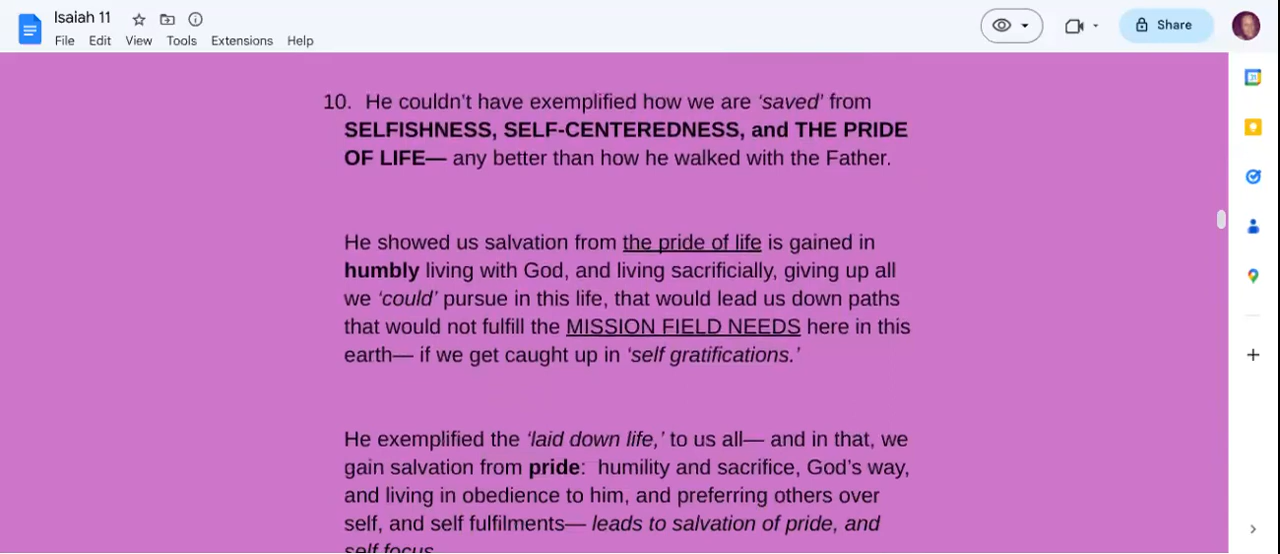 Isaiah 11
File Edit View Tools Extensions Help
Share
10. He couldn't have exemplified how we are ‘saved’ from
SELFISHNESS, SELF-CENTEREDNESS, and THE PRIDE
OF LIFE— any better than how he walked with the Father.
He showed us salvation from the pride of life is gained in
humbly living with God, and living sacrificially, giving up all
we ‘could’ pursue in this life, that would lead us down paths
that would not fulfill the MISSION FIELD NEEDS here in this
earth— if we get caught up in ‘self gratifications.’
He exemplified the ‘laid down life,’ to us all— and in that, we
gain salvation from pride:  humility and sacrifice, God's way,
and living in obedience to him, and preferring others over
self, and self fulfilments— leads to salvation of pride, and
self focus.